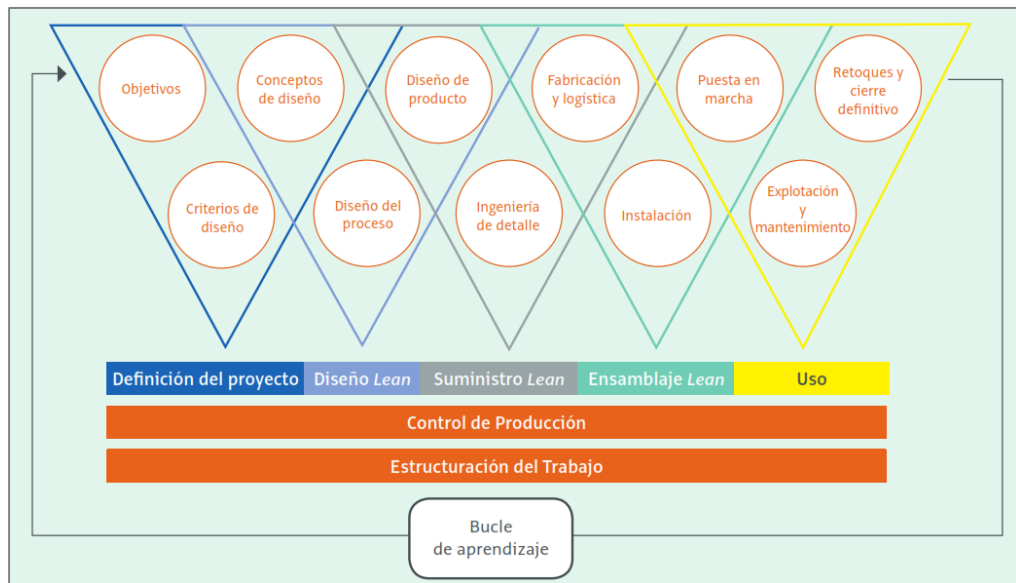 Objetivos
Conceptos
de diseño
Diseño de
producto
Fabricación
y logística
Puesta en
marcha
Retoques y
cierre
definitivo
Criterios de
diseño
Diseño del
proceso
Ingeniería
de detalle
Instalación
Explotación
y
mantenimiento
Definición del proyecto
Diseño Lean
Suministro Lean
Ensamblaje Lean
Uso
Control de Producción
Estructuración del Trabajo
Bucle
de aprendizaje